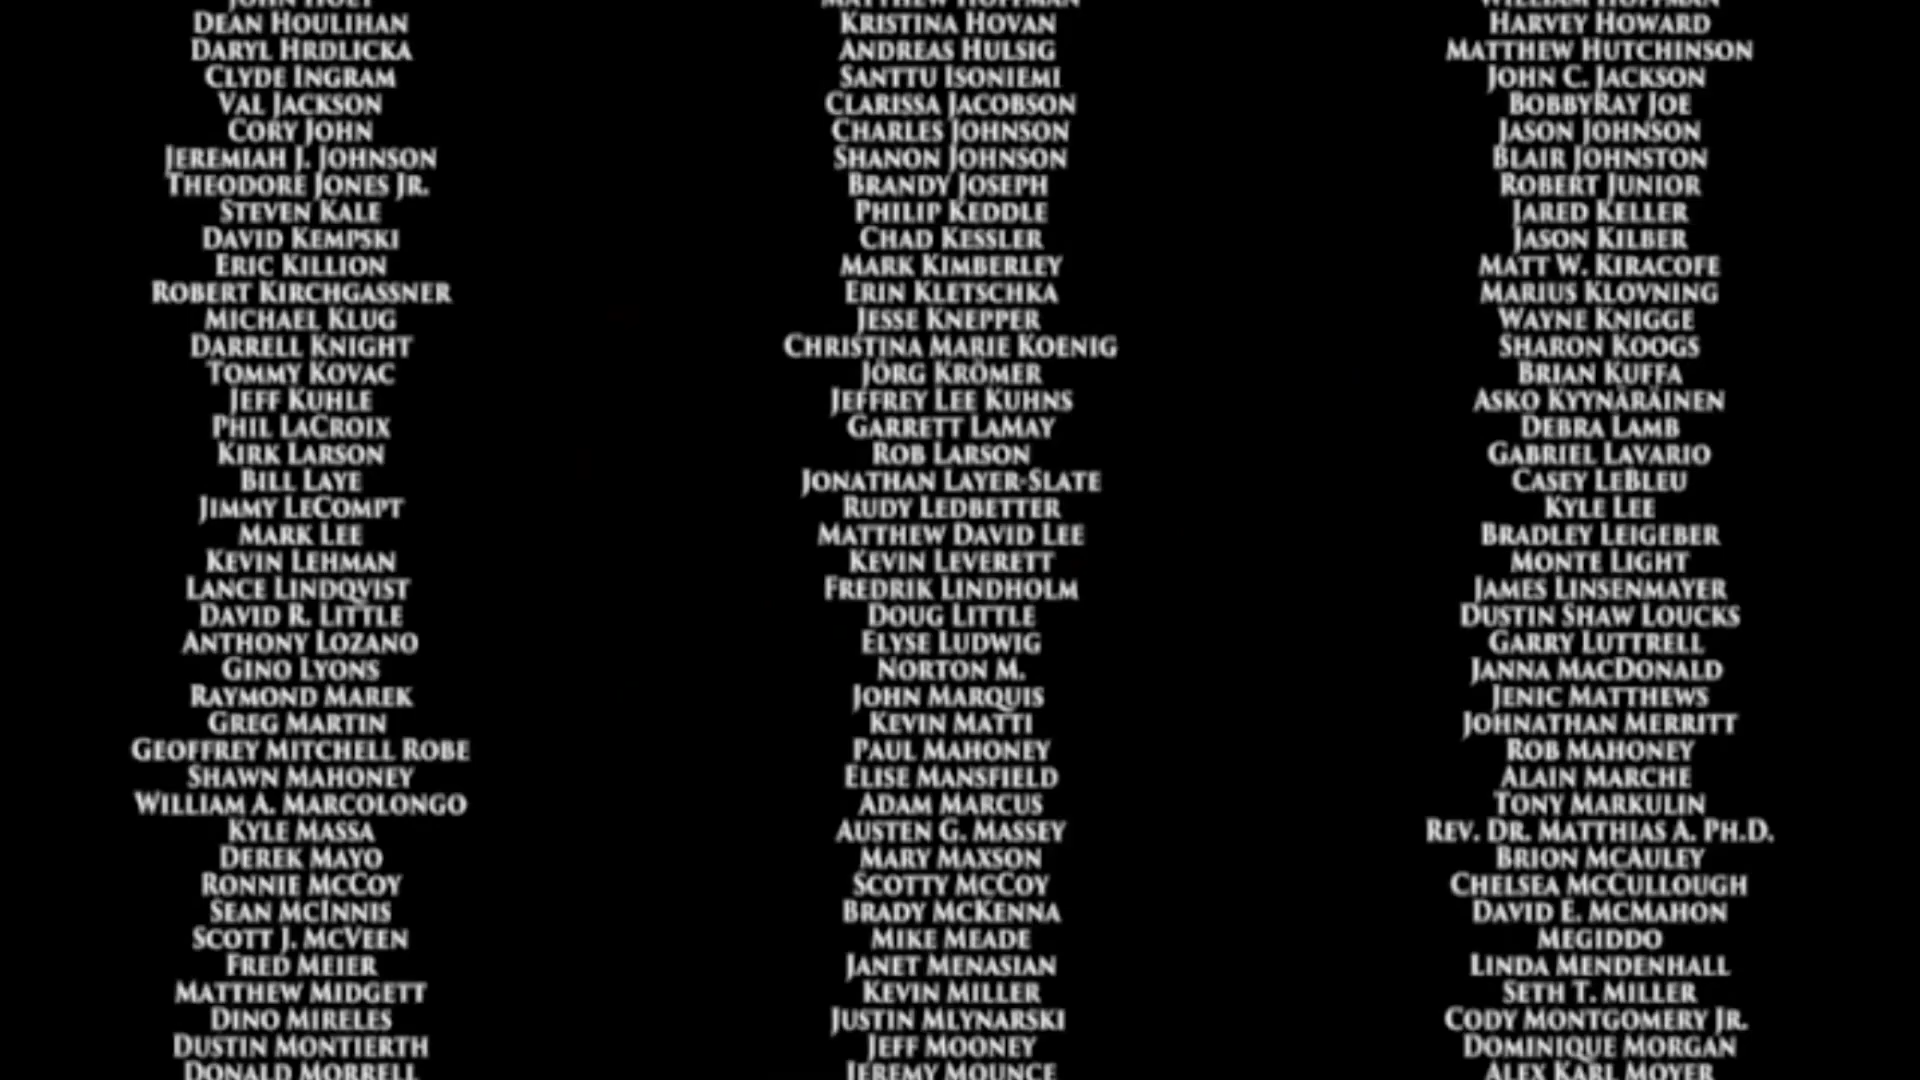 JOHN HOLT
DEAN HOULIHAN
DARYL HRDLICKA
CLYDE INGRAM
VAL JACKSON
CORY JOHN
JEREMIAH J. JOHNSON
THEODORE JONES JR.
STEVEN KALE
DAVID KEMPSKI
ERIC KILLION
ROBERT KIRCHGASSNER
MICHAEL KLUG
DARRELL KNIGHT
TOMMY KOVAC
JEFF KUHLE
PHIL LACROIX
KIRK LARSON
BILL LAYE
JIMMY LECOMPT
MARK LEE
KEVIN LEHMAN
LANCE LINDQVIST
DAVID R. LITTLE
ANTHONY LOZANO
GINO LYONS
RAYMOND MAREK
GREG MARTIN
GEOFFREY MITCHELL ROBE
SHAWN MAHONEY
WILLIAM A. MARCOLONGO
KYLE MASSA
DEREK MAYO
RONNIE MCCOY
SEAN MCINNIS
SCOTT J. MCVEEN
FRED MEIER
MATTHEW MIDGETT
DINO MIRELES
DUSTIN MONTIERTH
DONALD MORRELL
MATTHEW HOFFMAN
KRISTINA HOVAN
ANDREAS HULSIG
SANTTU ISONIEMI
CLARISSA JACOBSON
CHARLES JOHNSON
SHANON JOHNSON
BRANDY JOSEPH
PHILIP KEDDLE
CHAD KESSLER
MARK KIMBERLEY
ERIN KLETSCHKA
JESSE KNEPPER
CHRISTINA MARIE KOENIG
JÖRG KRÖMER
JEFFREY LEE KUHNS
GARRETT LAMAY
ROB LARSON
JONATHAN LAYER-SLATE
RUDY LEDBETTER
MATTHEW DAVID LEE
KEVIN LEVERETT
FREDRIK LINDHOLM
DOUG LITTLE
ELYSE LUDWIG
NORTON M.
JOHN MARQUIS
KEVIN MATTI
PAUL MAHONEY
ELISE MANSFIELD
ADAM MARCUS
AUSTEN G. MASSEY
MARY MAXSON
SCOTTY MCCOY
BRADY MCKENNA
MIKE MEADE
JANET MENASIAN
KEVIN MILLER
JUSTIN MLYNARSKI
JEFF MOONEY
JEREMY MOUNCE
WILLIAM HOFFMAN
HARVEY HOWARD
MATTHEW HUTCHINSON
JOHN C. JACKSON
BOBBYRAY JOE
JASON JOHNSON
BLAIR JOHNSTON
ROBERT JUNIOR
JARED KELLER
JASON KILBER
MATT W. KIRACOFE
MARIUS KLOVNING
WAYNE KNIGGE
SHARON KOOGS
BRIAN KUFFA
ASKO KYYNÄRÄINEN
DEBRA LAMB
GABRIEL LAVARIO
CASEY LEBLEU
KYLE LEE
BRADLEY LEIGEBER
MONTE LIGHT
JAMES LINSENMAYER
DUSTIN SHAW LOUCKS
GARRY LUTTRELL
JANNA MACDONALD
JENIC MATTHEWS
JOHNATHAN MERRITT
ROB MAHONEY
ALAIN MARCHE
TONY MARKULIN
REV. DR. MATTHIAS A. PH.D.
BRION MCAULEY
CHELSEA MCCULLOUGH
DAVID E. MCMAHON
MEGIDDO
LINDA MENDENHALL
SETH T. MILLER
CODY MONTGOMERY JR.
DOMINIQUE MORGAN
ALEX KARL MOYER